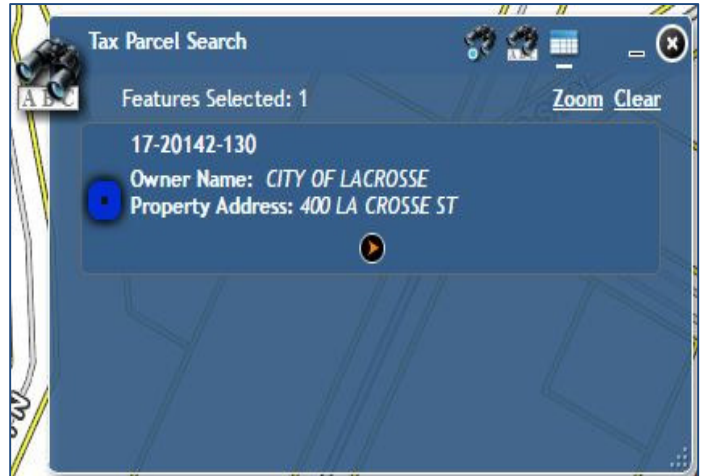 Tax Parcel Search
A B C
Features Selected: 1 Zoom Clear
17-20142-130
Owner Name: CITY OF LACROSSE
Property Address: 400 LA CROSSE ST